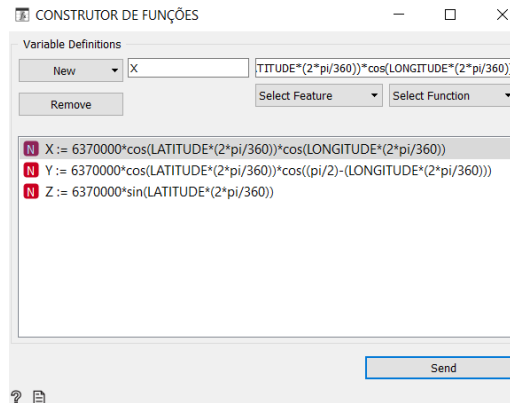 CONSTRUTOR DE FUNÇÕES
Variable Definitions
New X .TITUDE*(2*pi/360))*cos(LONGITUDE*(2*pi/360))
Remove Select Feature Select Function
N X := 6370000*cos(LATITUDE*(2*pi/360))*cos(LONGITUDE*(2*pi/360))
N Y := 6370000*cos(LATITUDE*(2*pi/360))*cos((pi/2)-(LONGITUDE*(2*pi/360)))
N Z := 6370000*sin(LATITUDE*(2*pi/360))
Send
?